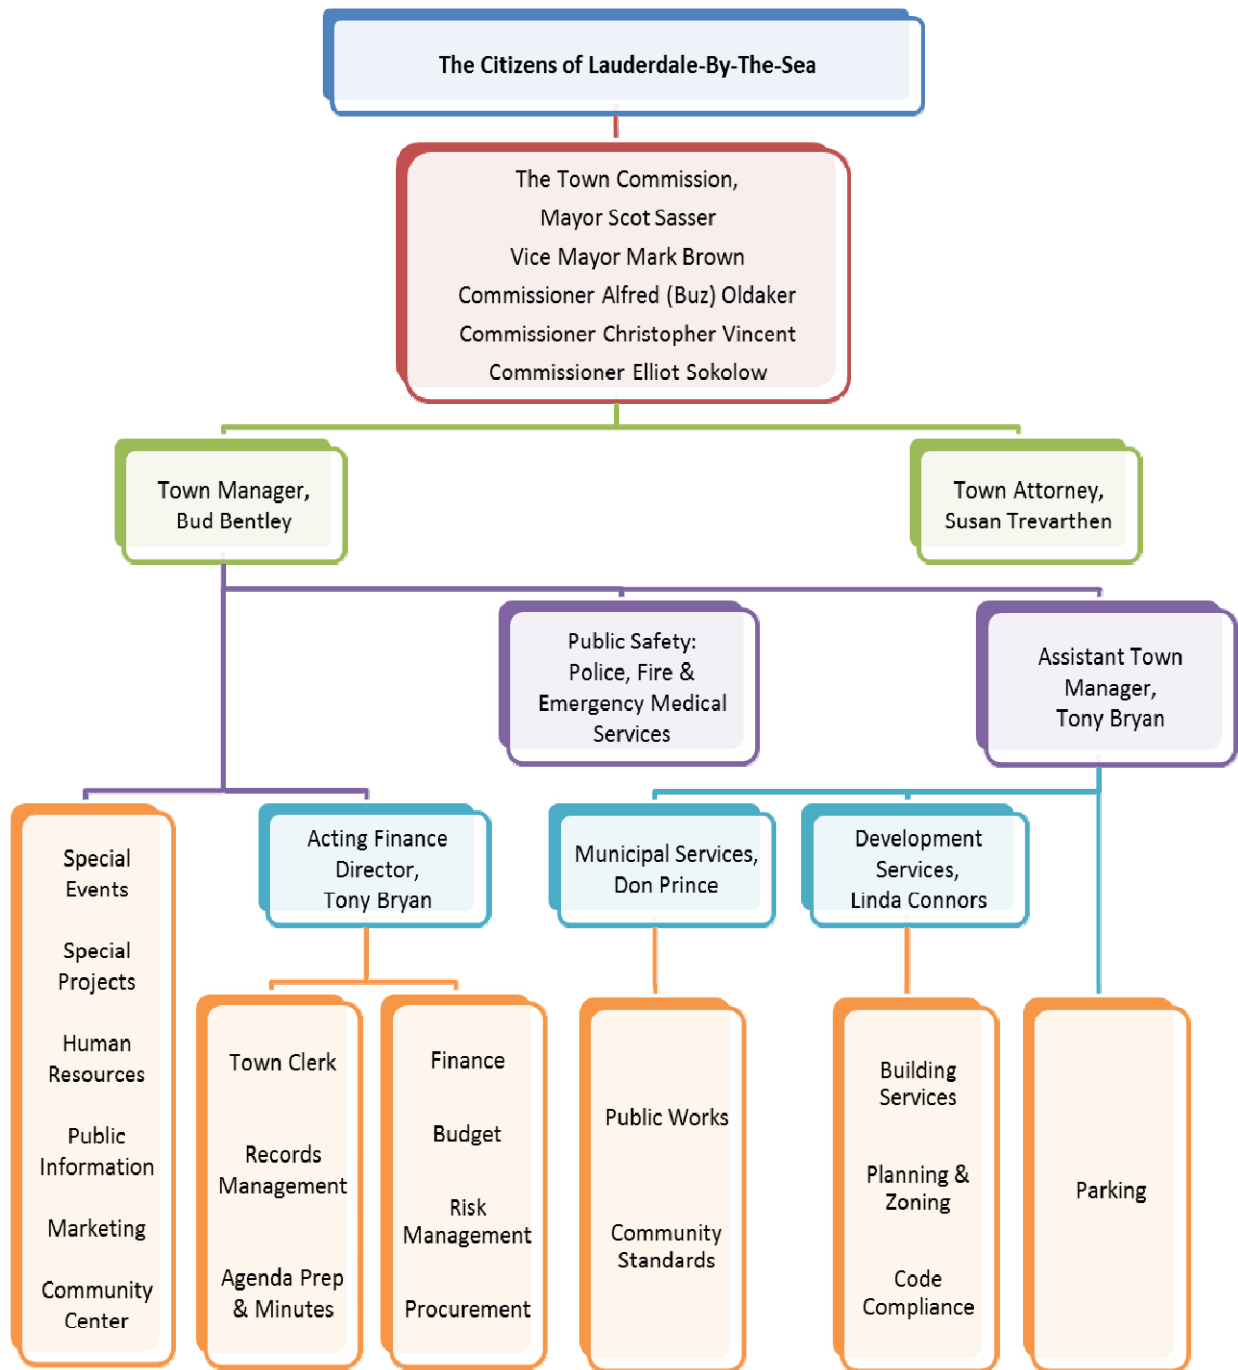 The Citizens of Lauderdale-By-The-Sea
The Town Commission,
Mayor Scot Sasser
Vice Mayor Mark Brown
Commissioner Alfred (Buz) Oldaker
Commissioner Christopher Vincent
Commissioner Elliot Sokolow
Town Manager,
Bud Bentley
Town Attorney,
Susan Trevarthen
Public Safety:
Police, Fire &
Emergency Medical
Services
Assistant Town
Manager,
Tony Bryan
Special
Events
Special
Projects
Human
Resources
Public
Information
Marketing
Community
Center
Acting Finance
Director,
Tony Bryan
Municipal Services,
Don Prince
Development
Services,
Linda Connors
Town Clerk
Records
Management
Agenda Prep
& Minutes
Finance
Budget
Risk
Management
Procurement
Public Works
Community
Standards
Building
Services
Planning &
Zoning
Code
Compliance
Parking